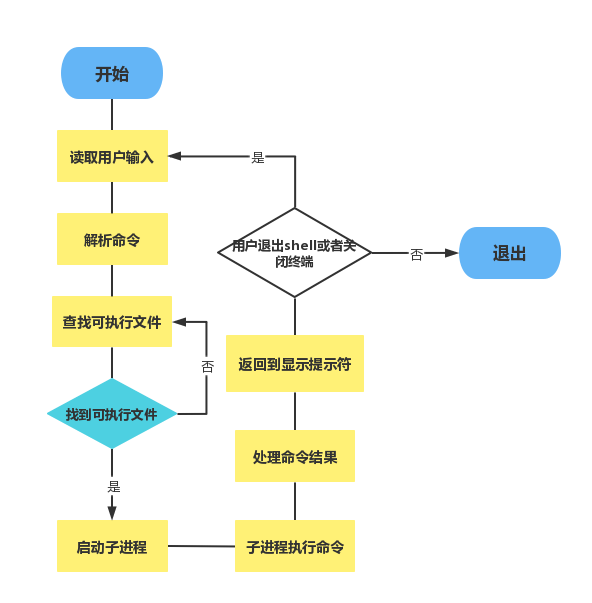 开始
读取用户输入
解析命令
查找可执行文件
否
找到可执行文件
是
启动子进程
子进程执行命令
处理命令结果
返回到显示提示符
用户退出shell或者关
闭终端
是
否
退出